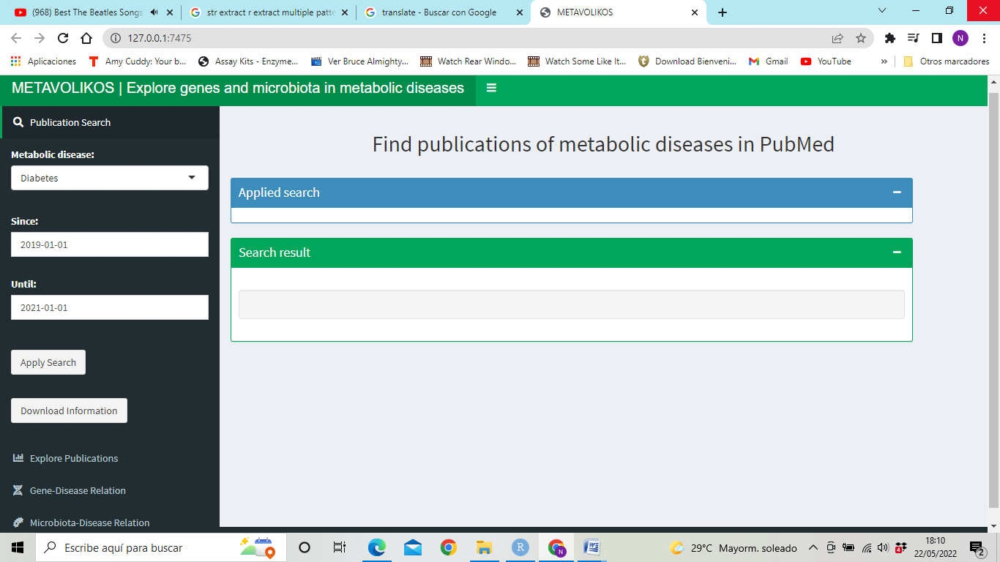 (968) Best The Beatles Songs
str extract r extract multiple patte
translate - Buscar con Google
METAVOLIKOS
127.0.0.1:7475
N
Aplicaciones
Amy Cuddy: Your b...
Assay Kits - Enzyme...
Ver Bruce Almighty...
Watch Rear Windo...
Watch Some Like It...
Download Bienveni...
Gmail
YouTube
»
Otros marcadores
METAVOLIKOS | Explore genes and microbiota in metabolic diseases
Publication Search
Metabolic disease:
Diabetes
Since:
2019-01-01
Until:
2021-01-01
Apply Search
Download Information
Explore Publications
Gene-Disease Relation
Microbiota-Disease Relation
Find publications of metabolic diseases in PubMed
Applied search
Search result
Escribe aquí para buscar
29°C Mayorm. soleado
4
18:10
22/05/2022
2